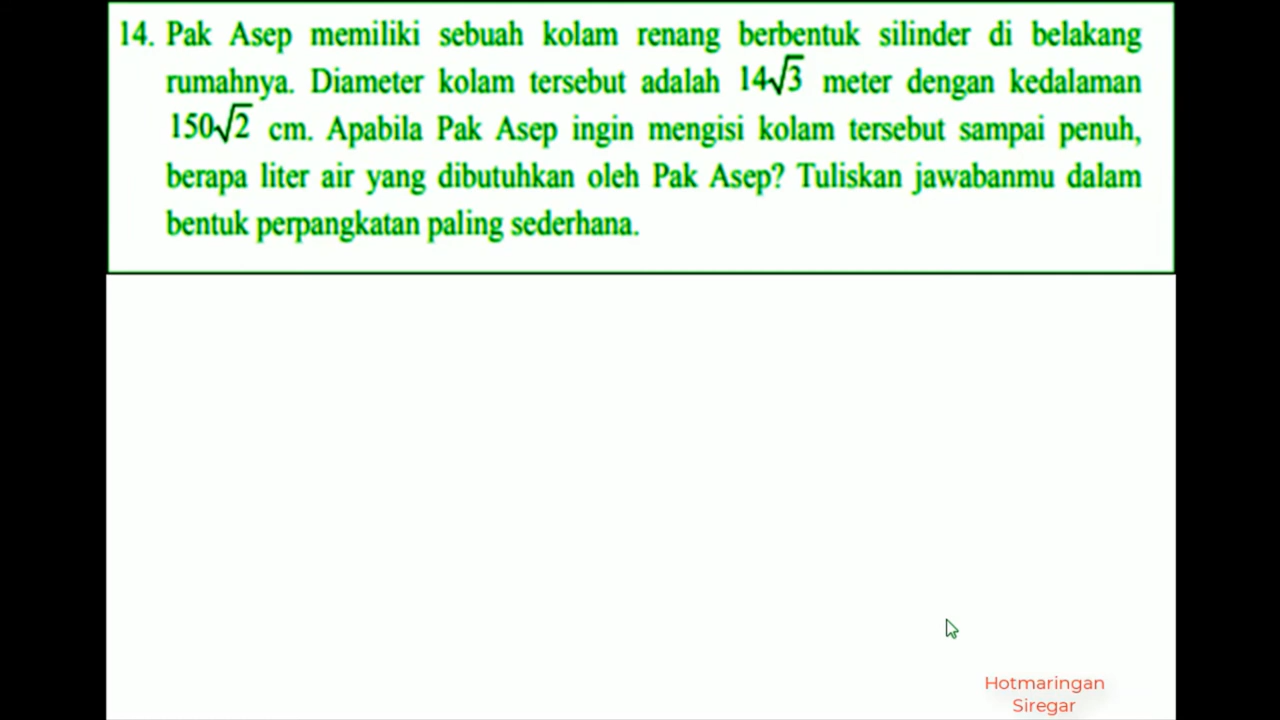 14. Pak Asep memiliki sebuah kolam renang berbentuk silinder di belakang
rumahnya. Diameter kolam tersebut adalah 14√3 meter dengan kedalaman
150√2 cm. Apabila Pak Asep ingin mengisi kolam tersebut sampai penuh,
berapa liter air yang dibutuhkan oleh Pak Asep? Tuliskan jawabanmu dalam
bentuk perpangkatan paling sederhana.
Hotmaringan
Siregar